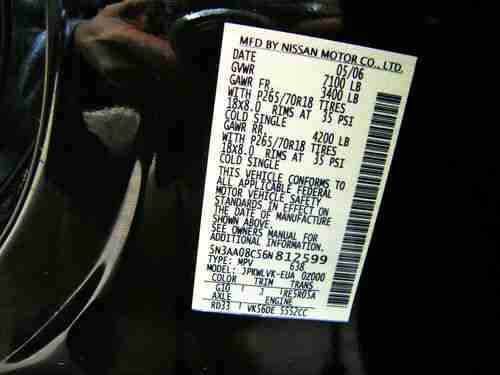 MFD BY NISSAN MOTOR CO., LTD.
DATE 05/06
GVWR 7100 LB
GAWR FR. 3400 LB
WITH P265/70R18 TIRES
18X8.0 RIMS AT 35 PSI
COLD SINGLE
GAWR RR. 4200 LB
WITH P265/70R18 TIRES
18X8.0 RIMS AT 35 PSI
COLD SINGLE
THIS VEHICLE CONFORMS TO
ALL APPLICABLE FEDERAL
MOTOR VEHICLE SAFETY
STANDARDS IN EFFECT ON
THE DATE OF MANUFACTURE
SHOWN ABOVE.
SEE OWNERS MANUAL FOR
ADDITIONAL INFORMATION.
5N3AA08C56N812599
TYPE: MPV 638
MODEL: JPKWLVK-EUA 0Z000
COLOR TRIM TRANS
G10 J RE5R05A
AXLE ENGINE
RD33 VK56DE 5552CC